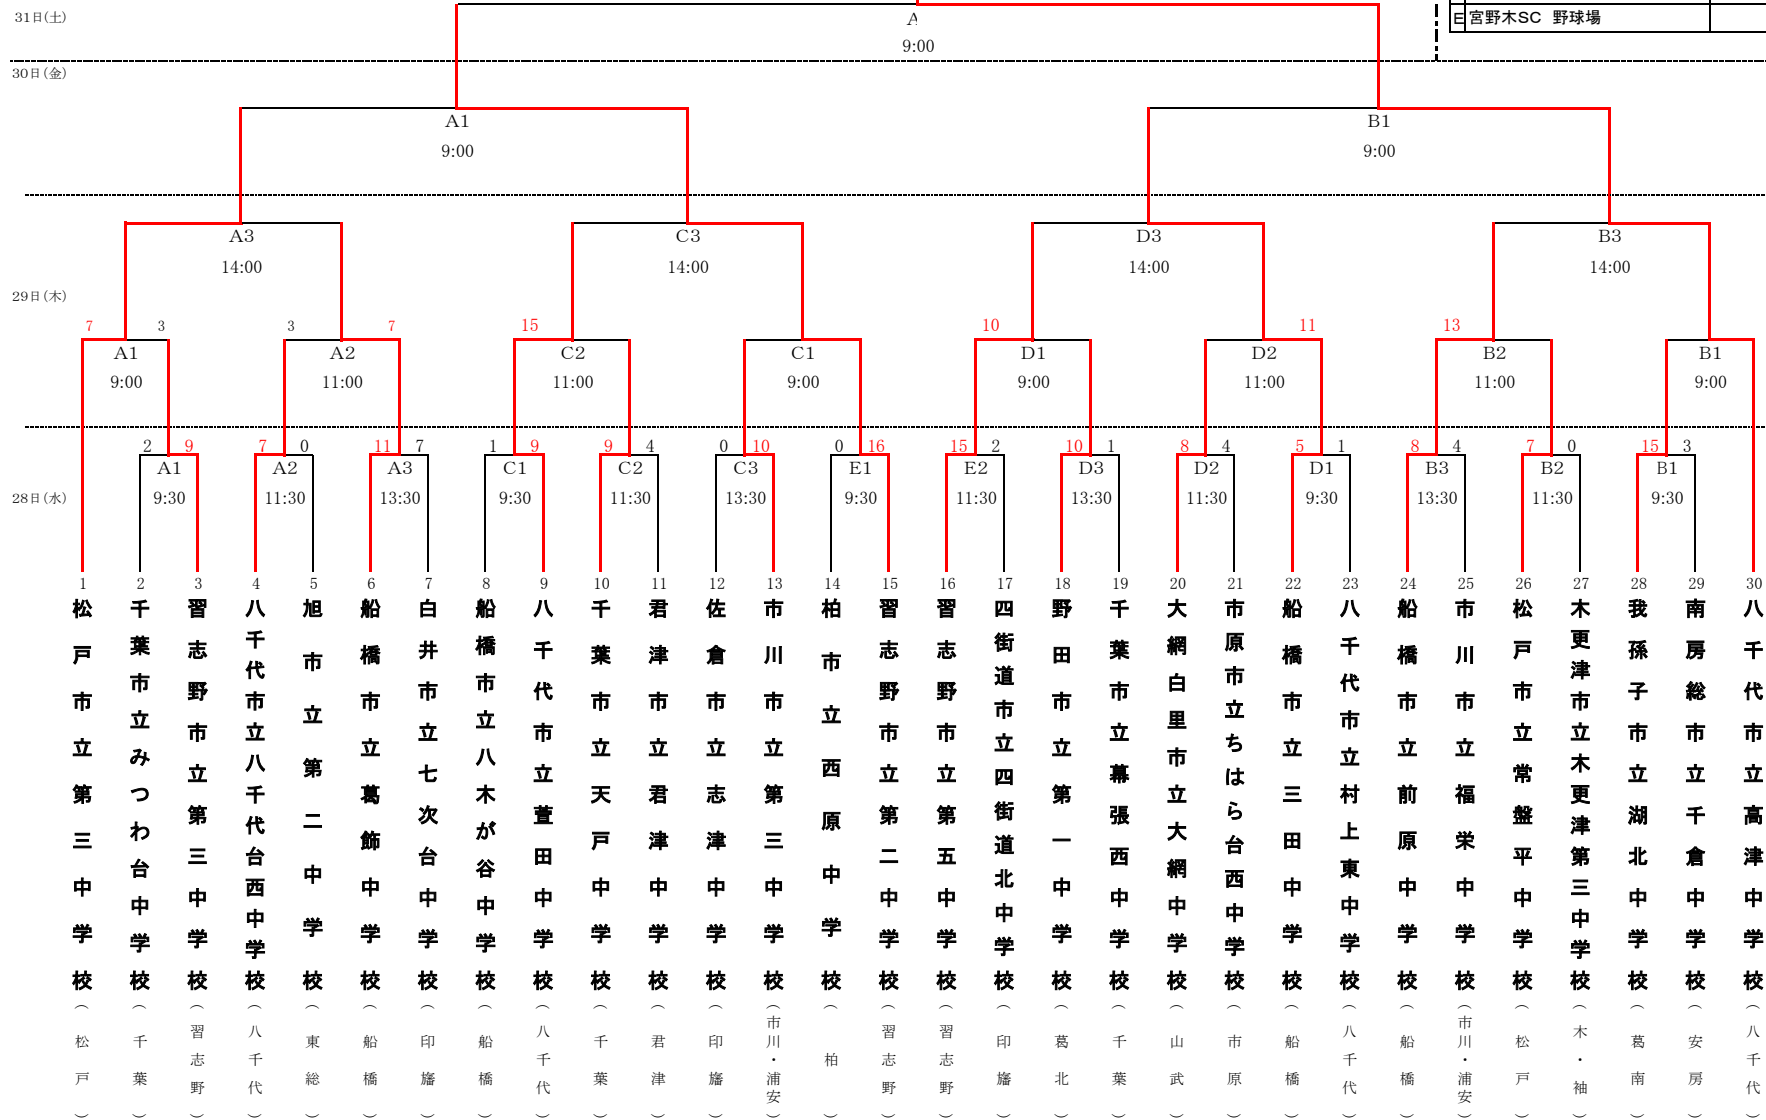 31日(土)
A
9:00
E 宮野木SC 野球場
30日(金)
A1
B1
9:00
9:00
A3
C3
D3
B3
14:00
14:00
14:00
14:00
29日(木)
7 3 3 7 15 10 11 13
A1 A2 C2 C1 D1 D2 B2 B1
9:00 11:00 11:00 9:00 9:00 11:00 11:00 9:00
2 9 7 0 11 7 1 9 9 4 0 10 0 16 15 2 10 1 8 4 5 1 8 4 7 0 15 3
A1 A2 A3 C1 C2 C3 E1 E2 D3 D2 D1 B3 B2 B1
28日(水)
9:30 11:30 13:30 9:30 11:30 13:30 9:30 11:30 13:30 11:30 9:30 13:30 11:30 9:30
1 松戸市立第三中学校 (松戸)
2 千葉市立みつわ台中学校 (千葉)
3 習志野市立第三中学校 (習志野)
4 八千代市立八千代台西中学校 (八千代)
5 旭市立第二中学校 (東総)
6 船橋市立葛飾中学校 (船橋)
7 白井市立七次台中学校 (印旛)
8 船橋市立八木が谷中学校 (船橋)
9 八千代市立萱田中学校 (八千代)
10 千葉市立天戸中学校 (千葉)
11 君津市立君津中学校 (君津)
12 佐倉市立志津中学校 (印旛)
13 市川市立第三中学校 (市川・浦安)
14 柏市立西原中学校 (柏)
15 習志野市立第二中学校 (習志野)
16 習志野市立第五中学校 (習志野)
17 四街道市立四街道北中学校 (印旛)
18 野田市立第一中学校 (葛北)
19 千葉市立幕張西中学校 (千葉)
20 大網白里市立大網中学校 (山武)
21 市原市立ちはら台西中学校 (市原)
22 船橋市立三田中学校 (船橋)
23 八千代市立村上東中学校 (八千代)
24 船橋市立前原中学校 (船橋)
25 市川市立福栄中学校 (市川・浦安)
26 松戸市立常盤平中学校 (松戸)
27 木更津市立木更津第三中学校 (木・袖)
28 我孫子市立湖北中学校 (葛南)
29 南房総市立千倉中学校 (安房)
30 八千代市立高津中学校 (八千代)